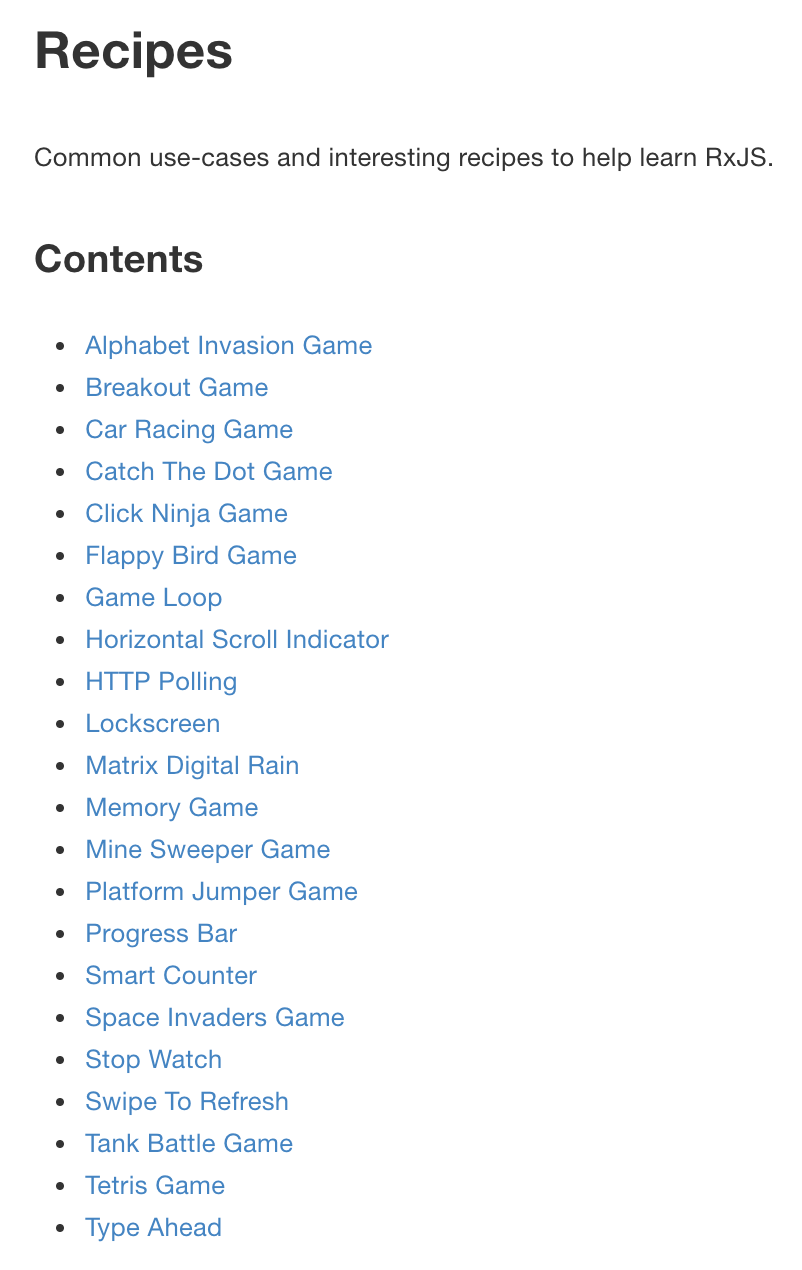 Recipes
Common use-cases and interesting recipes to help learn RxJS.
Contents
Alphabet Invasion Game
Breakout Game
Car Racing Game
Catch The Dot Game
Click Ninja Game
Flappy Bird Game
Game Loop
Horizontal Scroll Indicator
HTTP Polling
Lockscreen
Matrix Digital Rain
Memory Game
Mine Sweeper Game
Platform Jumper Game
Progress Bar
Smart Counter
Space Invaders Game
Stop Watch
Swipe To Refresh
Tank Battle Game
Tetris Game
Type Ahead